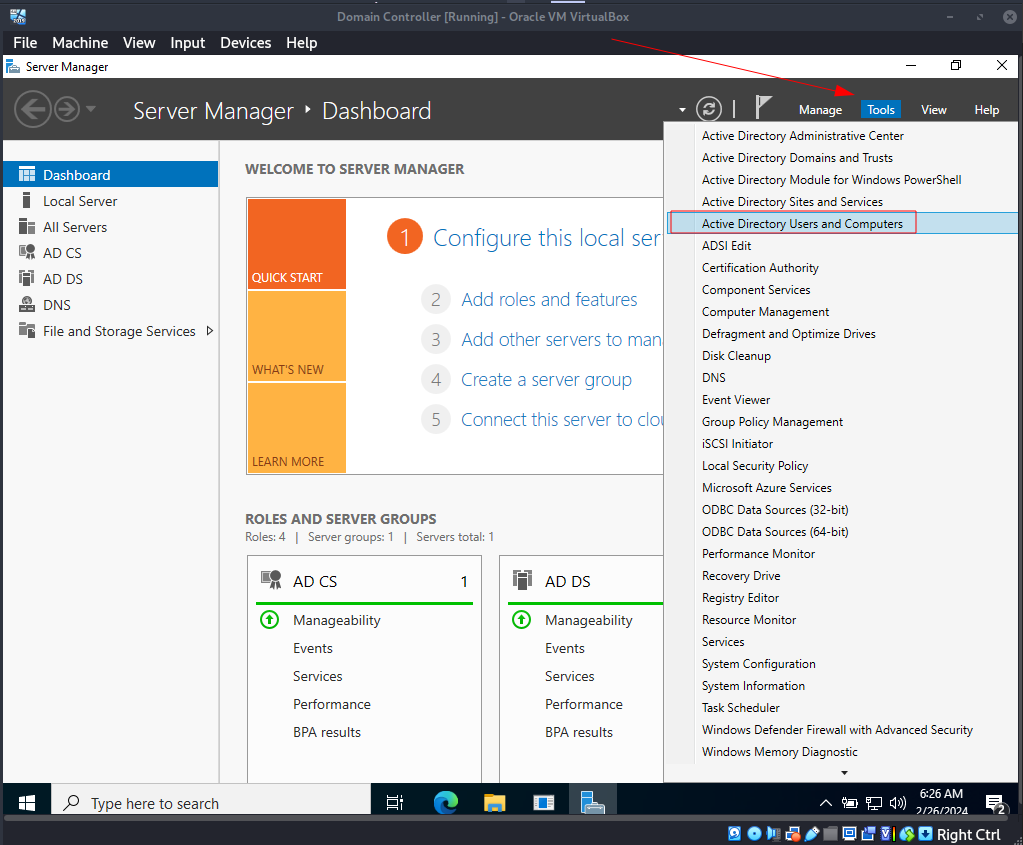 Domain Controller [Running] - Oracle VM VirtualBox
File Machine View Input Devices Help
Server Manager
Server Manager Dashboard
Manage Tools View Help
Dashboard
Local Server
All Servers
AD CS
AD DS
DNS
File and Storage Services
WELCOME TO SERVER MANAGER
QUICK START
WHAT'S NEW
LEARN MORE
1 Configure this local ser
2 Add roles and features
3 Add other servers to man
4 Create a server group
5 Connect this server to clou
ROLES AND SERVER GROUPS
Roles: 4 | Server groups: 1 | Servers total: 1
AD CS 1
Manageability
Events
Services
Performance
BPA results
AD DS
Manageability
Events
Services
Performance
BPA results
Active Directory Administrative Center
Active Directory Domains and Trusts
Active Directory Module for Windows PowerShell
Active Directory Sites and Services
Active Directory Users and Computers
ADSI Edit
Certification Authority
Component Services
Computer Management
Defragment and Optimize Drives
Disk Cleanup
DNS
Event Viewer
Group Policy Management
iSCSI Initiator
Local Security Policy
Microsoft Azure Services
ODBC Data Sources (32-bit)
ODBC Data Sources (64-bit)
Performance Monitor
Recovery Drive
Registry Editor
Resource Monitor
Services
System Configuration
System Information
Task Scheduler
Windows Defender Firewall with Advanced Security
Windows Memory Diagnostic
Type here to search
6:26 AM
2/26/2024
2
Right Ctrl